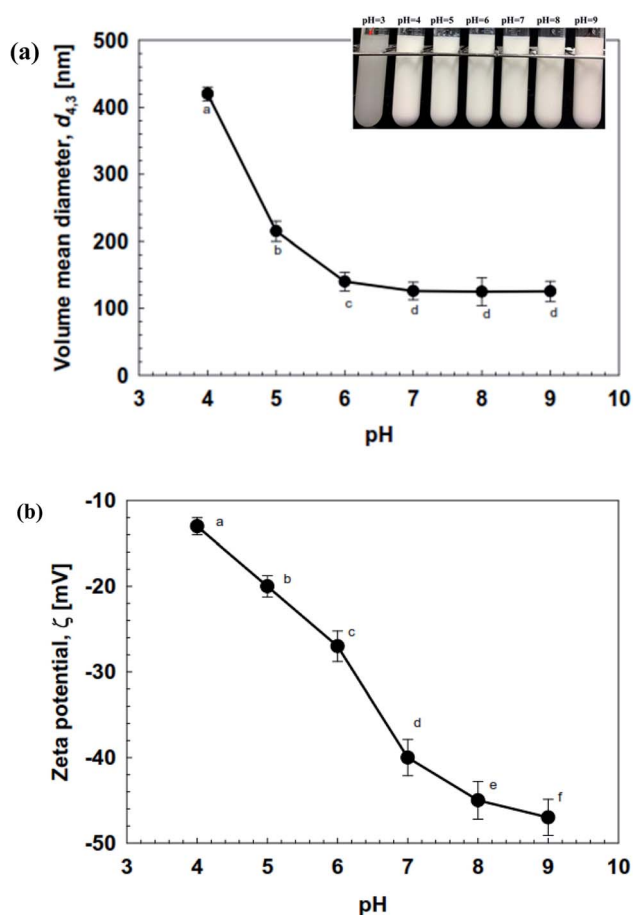 (a)
pH=3 pH=4 pH=5 pH=6 pH=7 pH=8 pH=9
Volume mean diameter, d4,3 [nm]
500
400
300
200
100
0
a
b
c
d
d
d
3 4 5 6 7 8 9 10
pH
(b)
Zeta potential, ζ [mV]
-10
-20
-30
-40
-50
a
b
c
d
e
f
3 4 5 6 7 8 9 10
pH